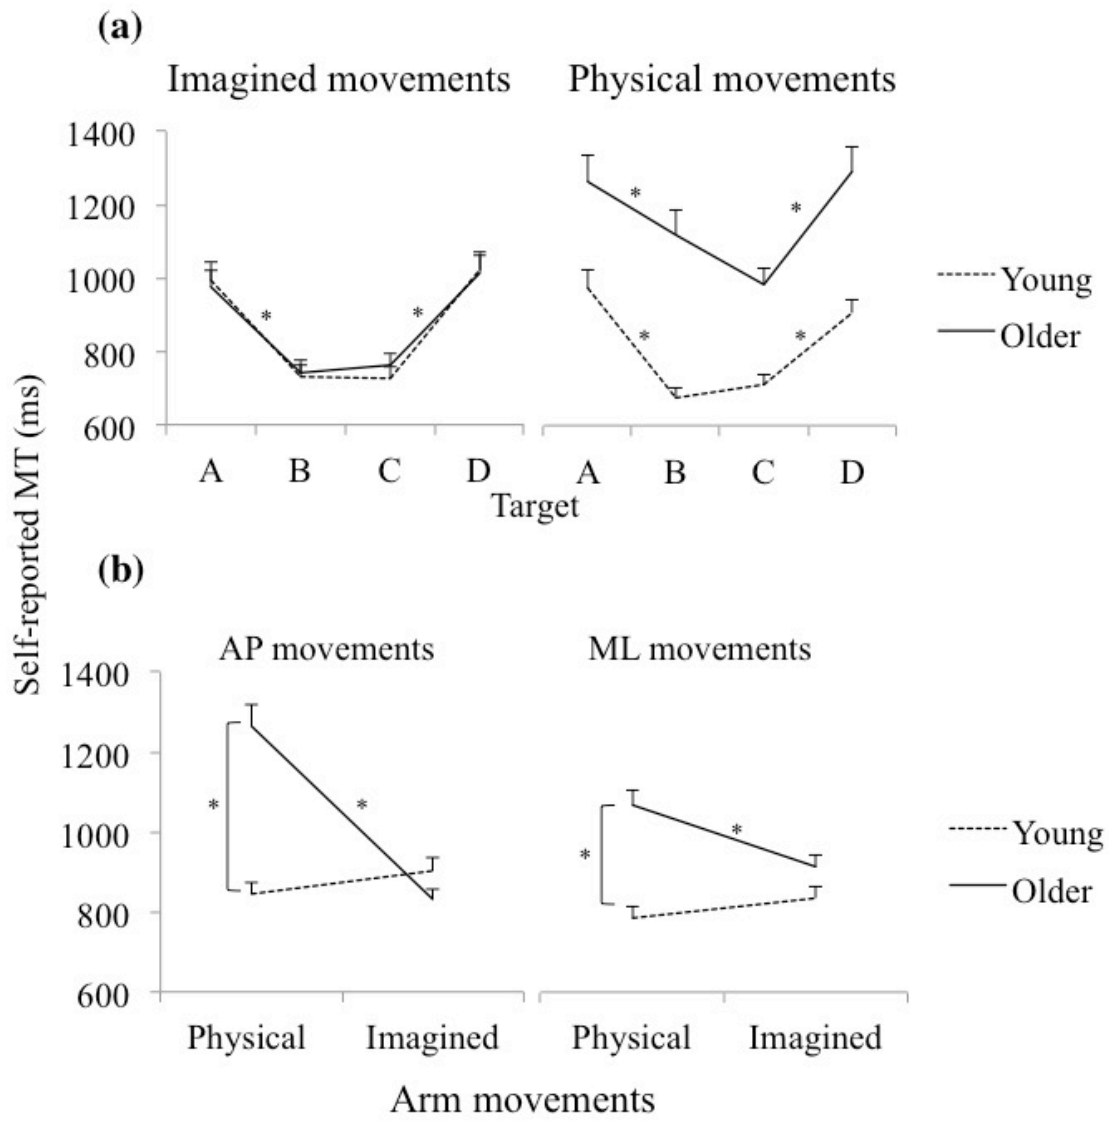 (a)
Imagined movements Physical movements
1400
1200
1000
800
600
* * * * * *
Young
Older
A B C D A B C D
Target
Self-reported MT (ms)
(b)
AP movements ML movements
1400
1200
1000
800
600
* * * *
Young
Older
Physical Imagined Physical Imagined
Arm movements